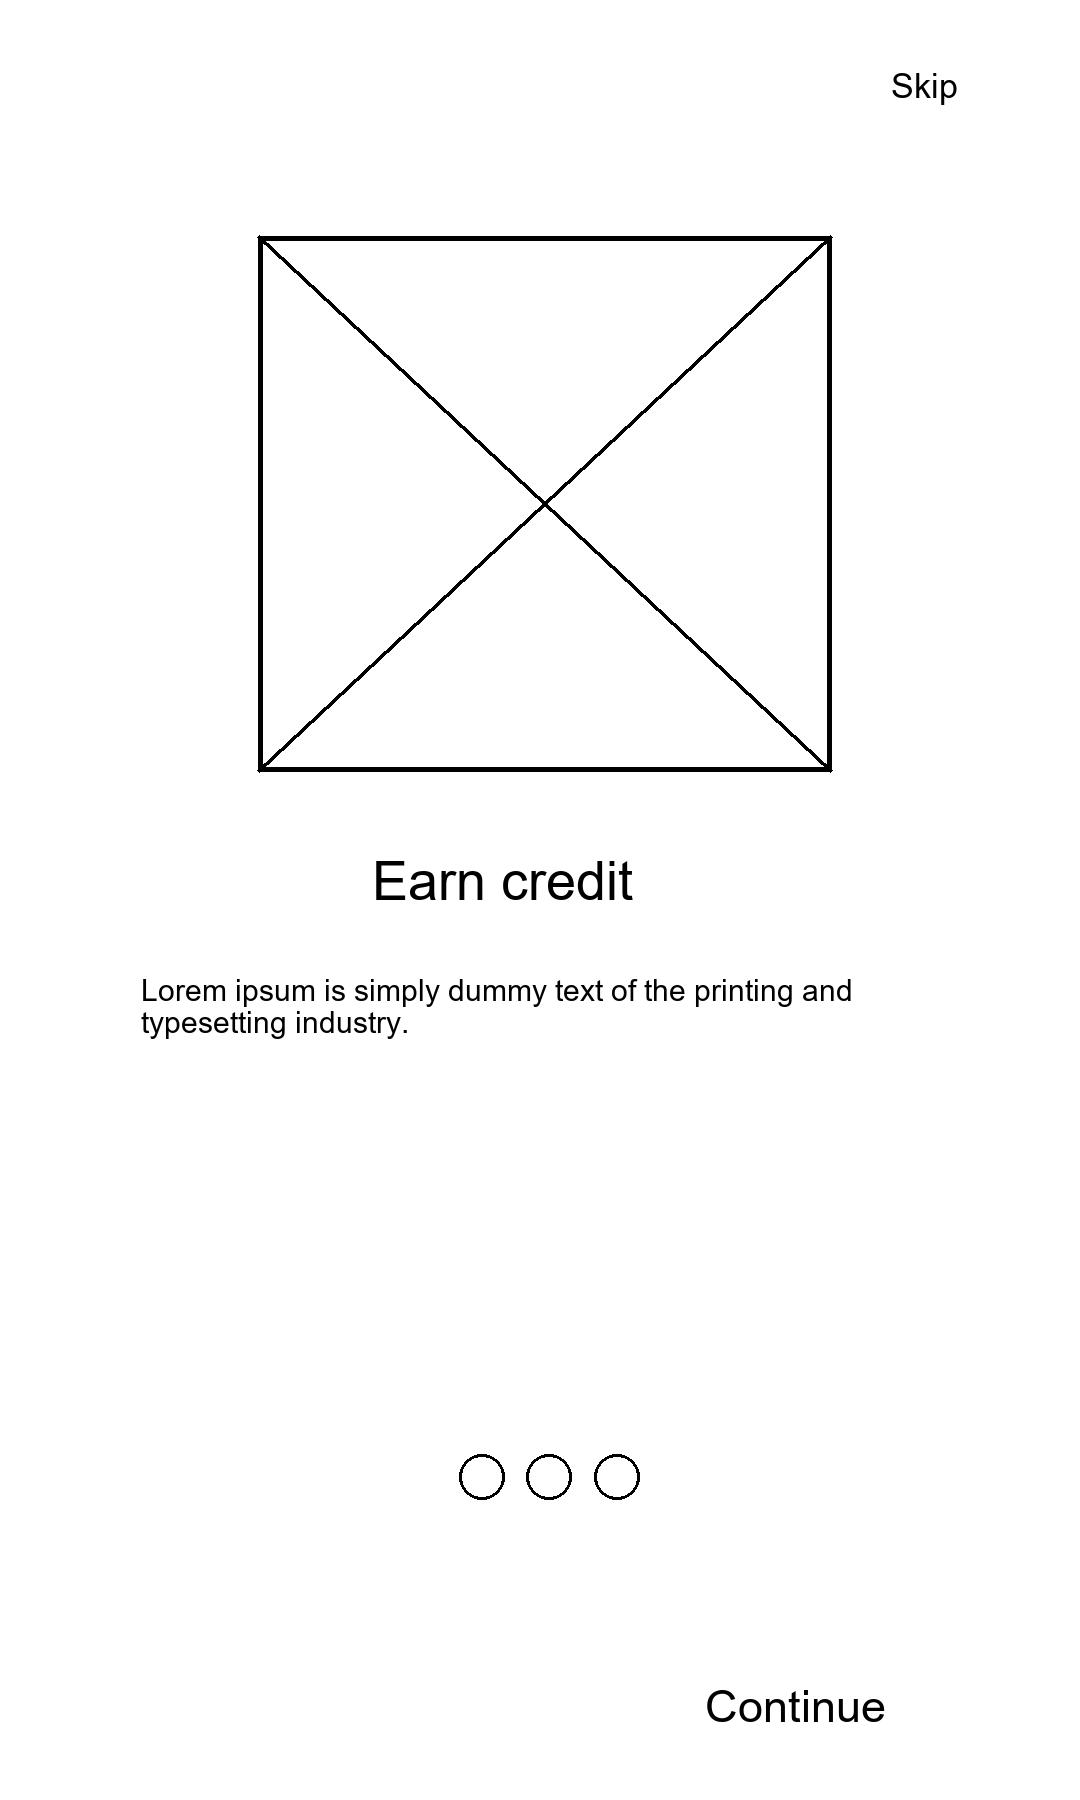 Skip
Earn credit
Lorem ipsum is simply dummy text of the printing and
typesetting industry.
Continue